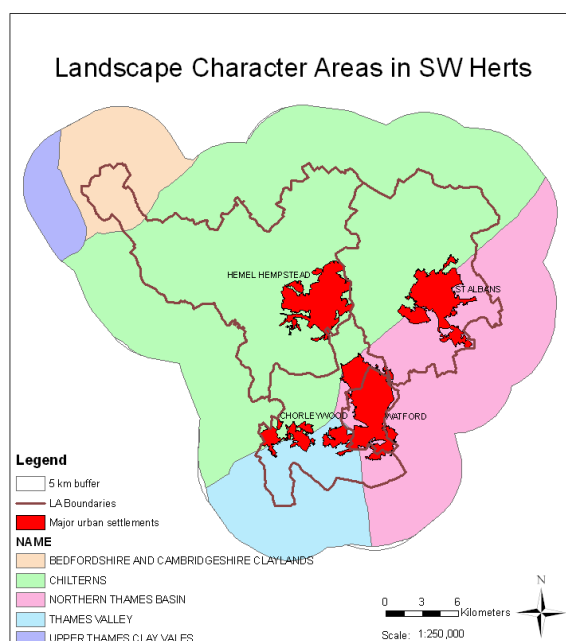 Landscape Character Areas in SW Herts
HEMEL HEMPSTEAD
ST ALBANS
CHORLEYWOOD
WATFORD
Legend
5 km buffer
LA Boundaries
Major urban settlements
NAME
BEDFORDSHIRE AND CAMBRIDGESHIRE CLAYLANDS
CHILTERNS
NORTHERN THAMES BASIN
THAMES VALLEY
UPPER THAMES CLAY VALES
N
0 3 6
Kilometers
Scale: 1:250,000